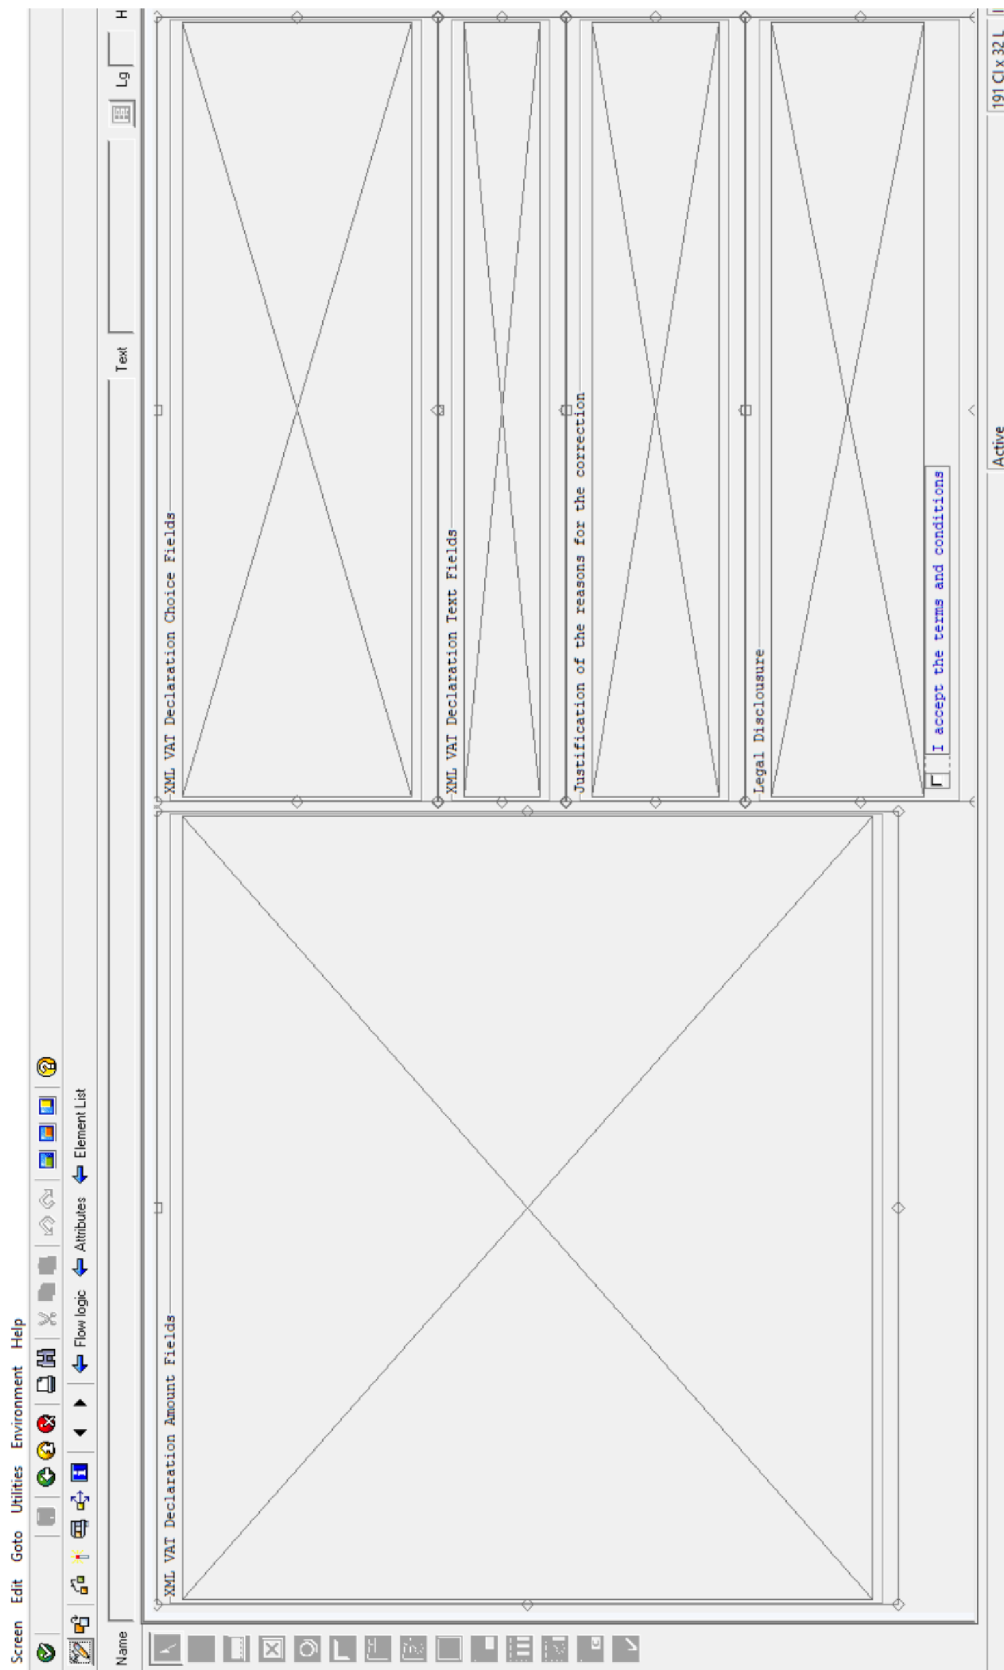 Screen Edit Goto Utilities Environment Help
Flow logic Attributes Element List
Name Text Lg
XML VAT Declaration Amount Fields
XML VAT Declaration Choice Fields
XML VAT Declaration Text Fields
Justification of the reasons for the correction
Legal Disclousure
I accept the terms and conditions
Active 191 Cl x 32 L